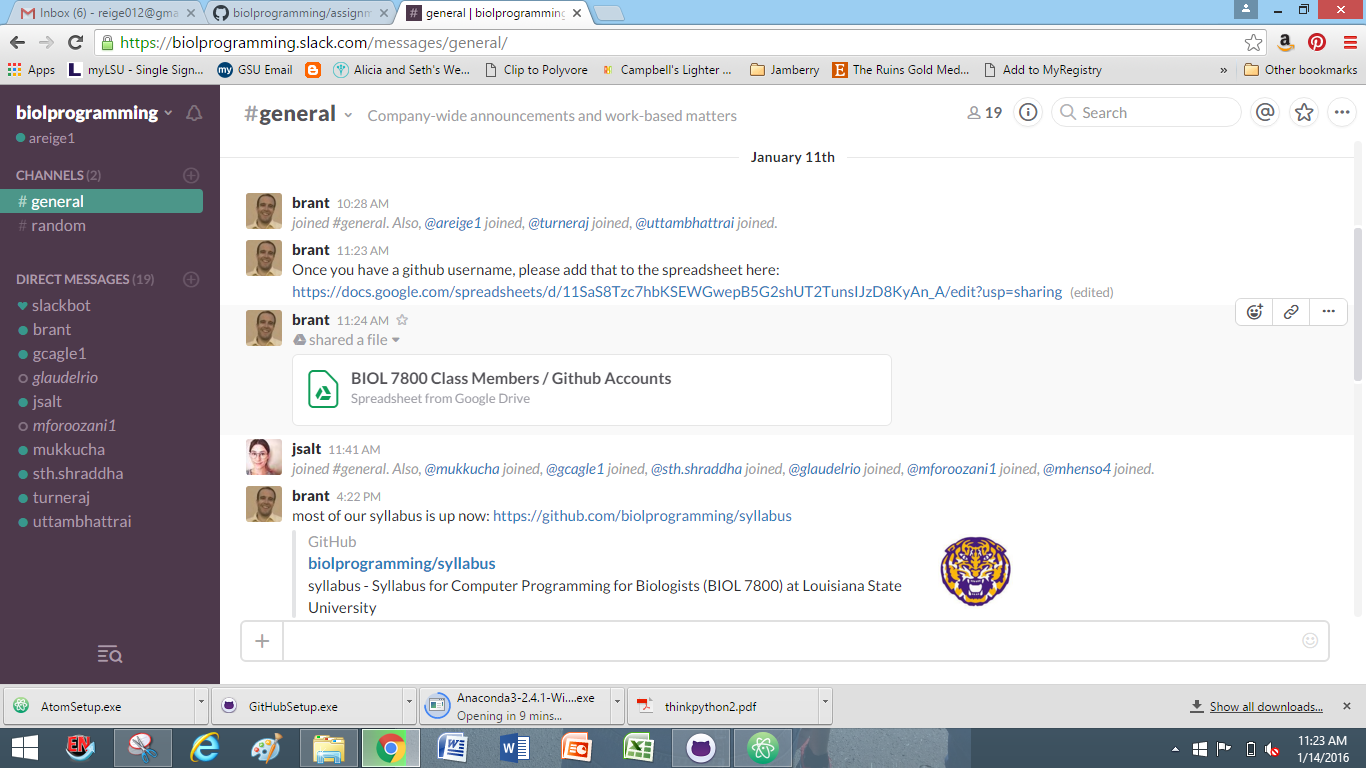 Inbox (6) - reige012@gma
biolprogramming/assignm
general | biolprogramming
https://biolprogramming.slack.com/messages/general/
Apps
myLSU - Single Sign...
my GSU Email
Alicia and Seth's We...
Clip to Polyvore
Campbell's Lighter ...
Jamberry
E The Ruins Gold Med...
Add to MyRegistry
»
Other bookmarks
biolprogramming
areige1
CHANNELS (2)
# general
# random
DIRECT MESSAGES (19)
slackbot
brant
gcagle1
glaudelrio
jsalt
mforoozani1
mukkucha
sth.shraddha
turneraj
uttambhattrai
#general
Company-wide announcements and work-based matters
19
Search
January 11th
brant 10:28 AM
joined #general. Also, @areige1 joined, @turneraj joined, @uttambhattrai joined.
brant 11:23 AM
Once you have a github username, please add that to the spreadsheet here:
https://docs.google.com/spreadsheets/d/11SaS8Tzc7hbKSEWGwepB5G2shUT2TunsIJzD8KyAn_A/edit?usp=sharing (edited)
brant 11:24 AM
shared a file
BIOL 7800 Class Members / Github Accounts
Spreadsheet from Google Drive
jsalt 11:41 AM
joined #general. Also, @mukkucha joined, @gcagle1 joined, @sth.shraddha joined, @glaudelrio joined, @mforoozani1 joined, @mhenso4 joined.
brant 4:22 PM
most of our syllabus is up now: https://github.com/biolprogramming/syllabus
GitHub
biolprogramming/syllabus
syllabus - Syllabus for Computer Programming for Biologists (BIOL 7800) at Louisiana State
University
AtomSetup.exe
GitHubSetup.exe
Anaconda3-2.4.1-Wi....exe
Opening in 9 mins...
thinkpython2.pdf
Show all downloads...
11:23 AM
1/14/2016